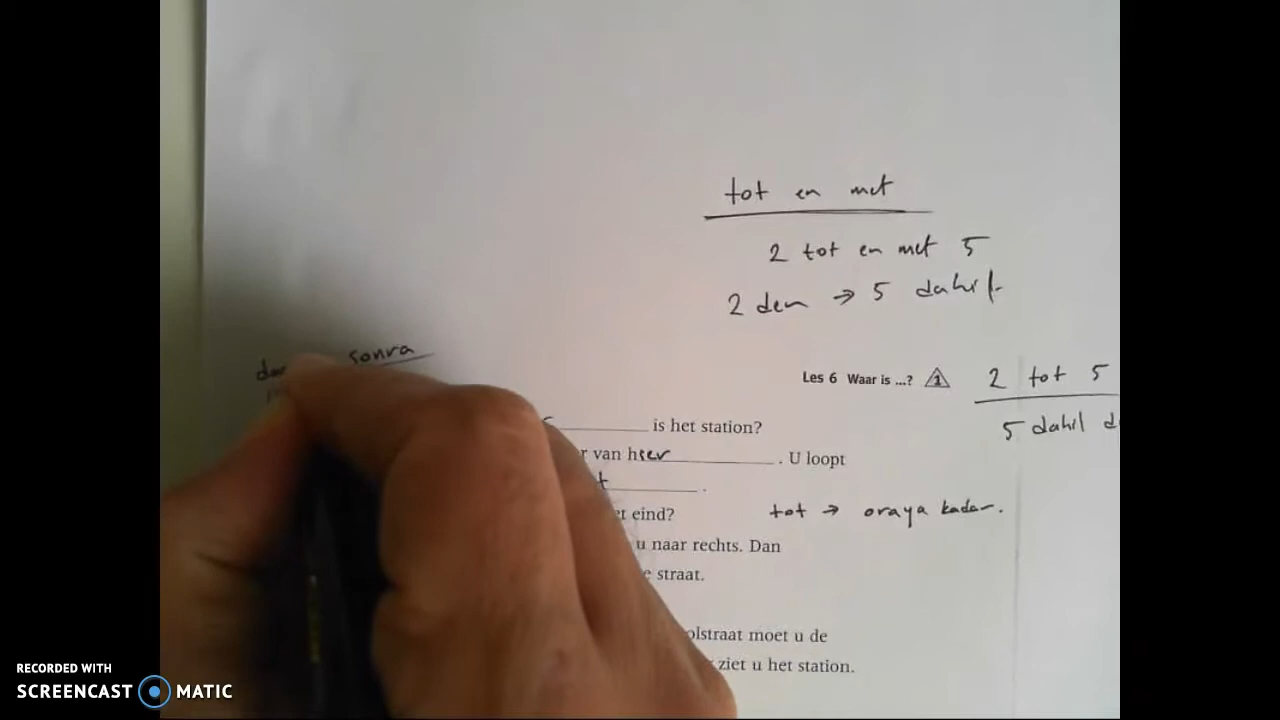 tot en met
2 tot en met 5
2 den → 5 dahil.
sonra
Les 6 Waar is ...? 1
2 tot 5
5 dahil d
is het station?
r van hier . U loopt
t .
et eind?
tot → oraya kadar.
u naar rechts. Dan
e straat.
olstraat moet u de
ziet u het station.
RECORDED WITH
SCREENCAST MATIC